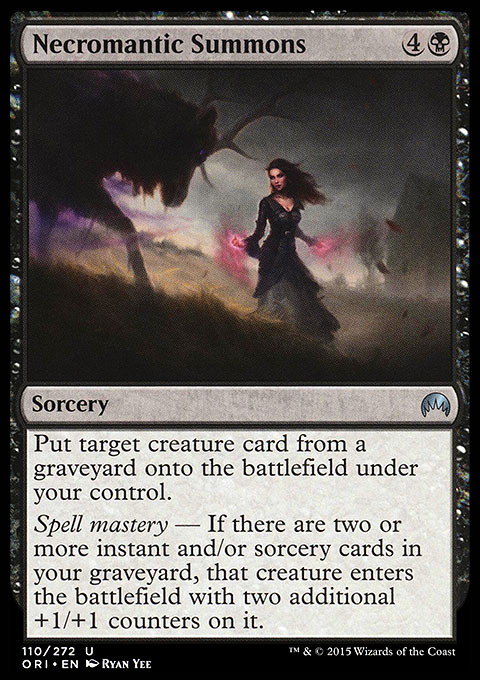 Necromantic Summons 4
Sorcery
Put target creature card from a
graveyard onto the battlefield under
your control.
Spell mastery — If there are two or
more instant and/or sorcery cards in
your graveyard, that creature enters
the battlefield with two additional
+1/+1 counters on it.
110/272 U
ORI • EN Ryan Yee
™ & © 2015 Wizards of the Coast